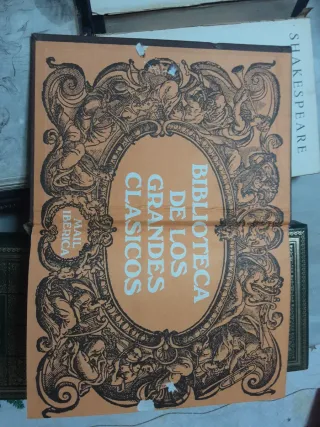 BIBLIOTECA
DE LOS
GRANDES
CLASICOS
MAIL
IBERICA
SHAKESPEARE